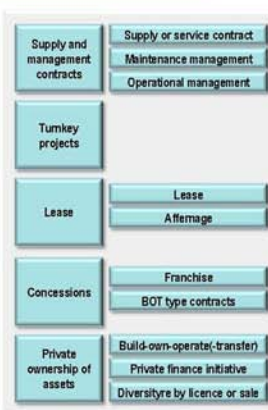 Supply and
management
contracts
Supply or service contract
Maintenance management
Operational management
Turnkey
projects
Lease
Lease
Affermage
Concessions
Franchise
BOT type contracts
Private
ownership of
assets
Build-own-operate(-transfer)
Private finance initiative
Diversityre by licence or sale